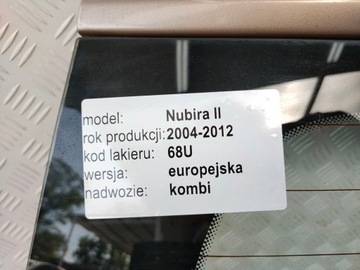 model: Nubira II
rok produkcji: 2004-2012
kod lakieru: 68U
wersja: europejska
nadwozie: kombi